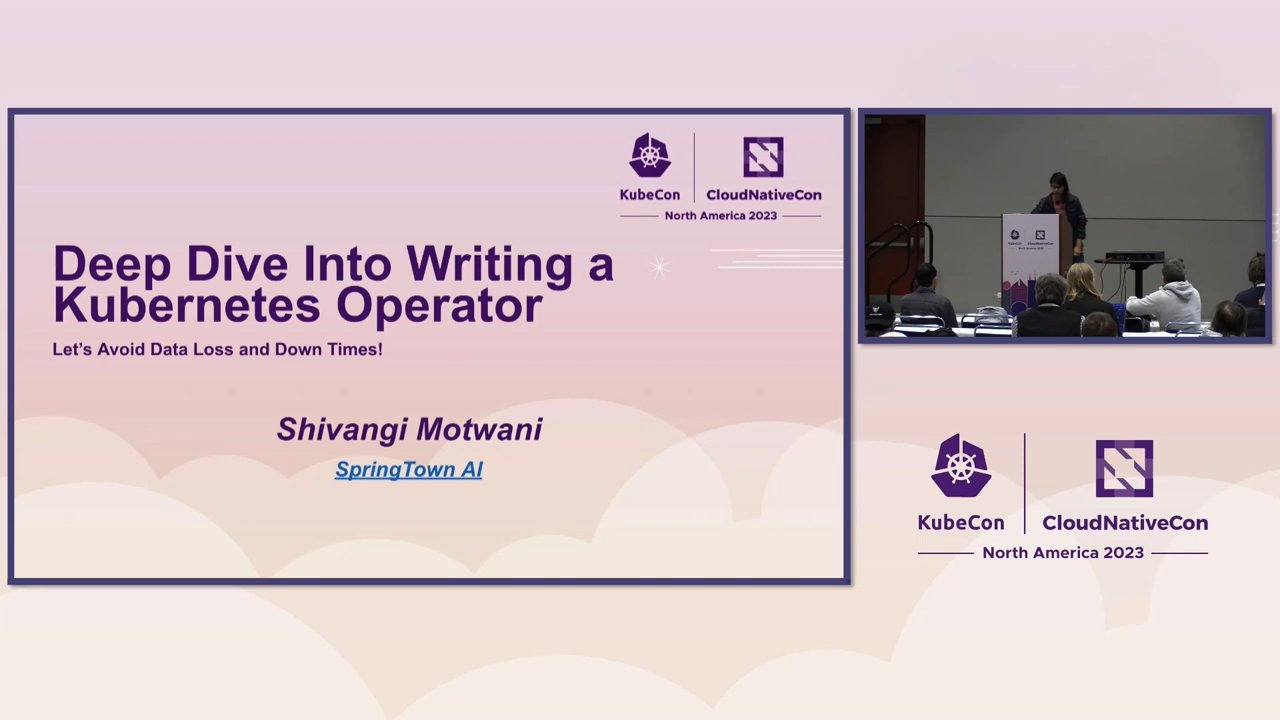 KubeCon
CloudNativeCon
North America 2023
Deep Dive Into Writing a
Kubernetes Operator
Let's Avoid Data Loss and Down Times!
Shivangi Motwani
SpringTown AI
KubeCon
CloudNativeCon
North America 2023